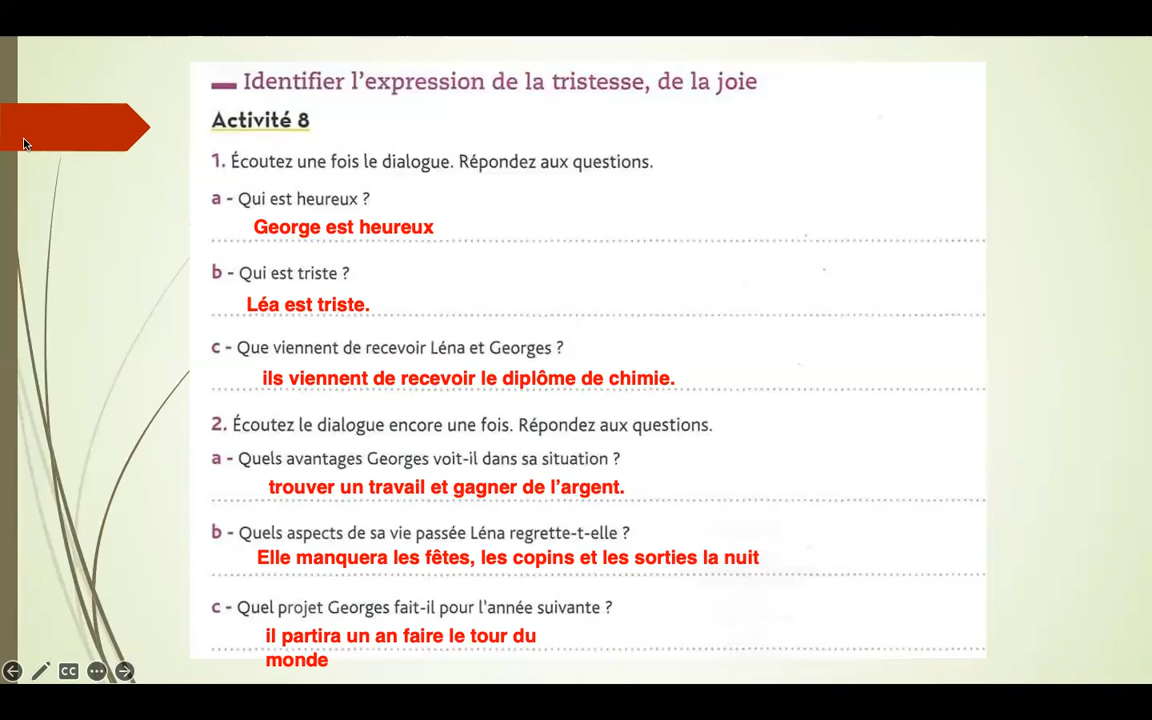 Identifier l'expression de la tristesse, de la joie
Activité 8
1. Écoutez une fois le dialogue. Répondez aux questions.
a - Qui est heureux ?
George est heureux
b - Qui est triste ?
Léa est triste.
c - Que viennent de recevoir Léna et Georges ?
ils viennent de recevoir le diplôme de chimie.
2. Écoutez le dialogue encore une fois. Répondez aux questions.
a - Quels avantages Georges voit-il dans sa situation ?
trouver un travail et gagner de l'argent.
b - Quels aspects de sa vie passée Léna regrette-t-elle ?
Elle manquera les fêtes, les copins et les sorties la nuit
c - Quel projet Georges fait-il pour l'année suivante ?
il partira un an faire le tour du
monde
CC